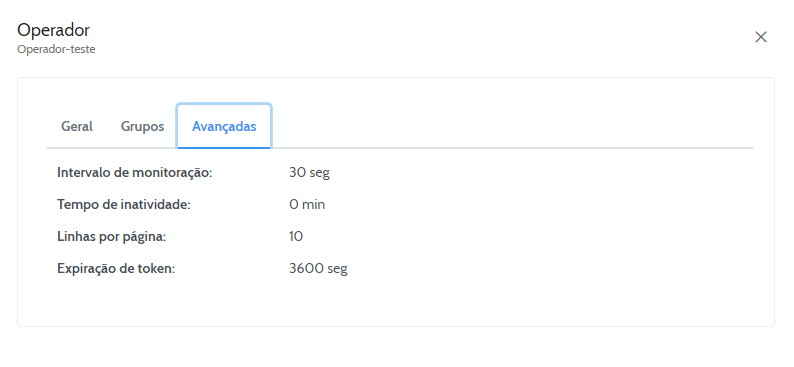 Operador
Operador-teste
Geral Grupos Avançadas
Intervalo de monitoração: 30 seg
Tempo de inatividade: 0 min
Linhas por página: 10
Expiração de token: 3600 seg